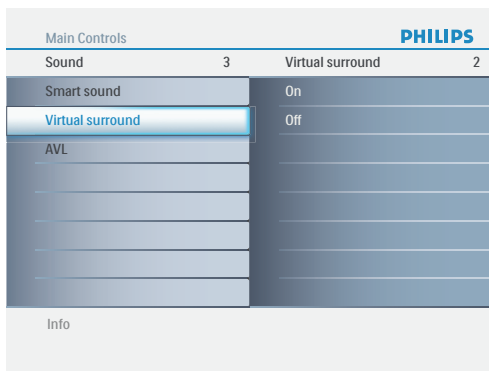 Main Controls PHILIPS
Sound 3 Virtual surround 2
Smart sound On
Virtual surround Off
AVL
Info